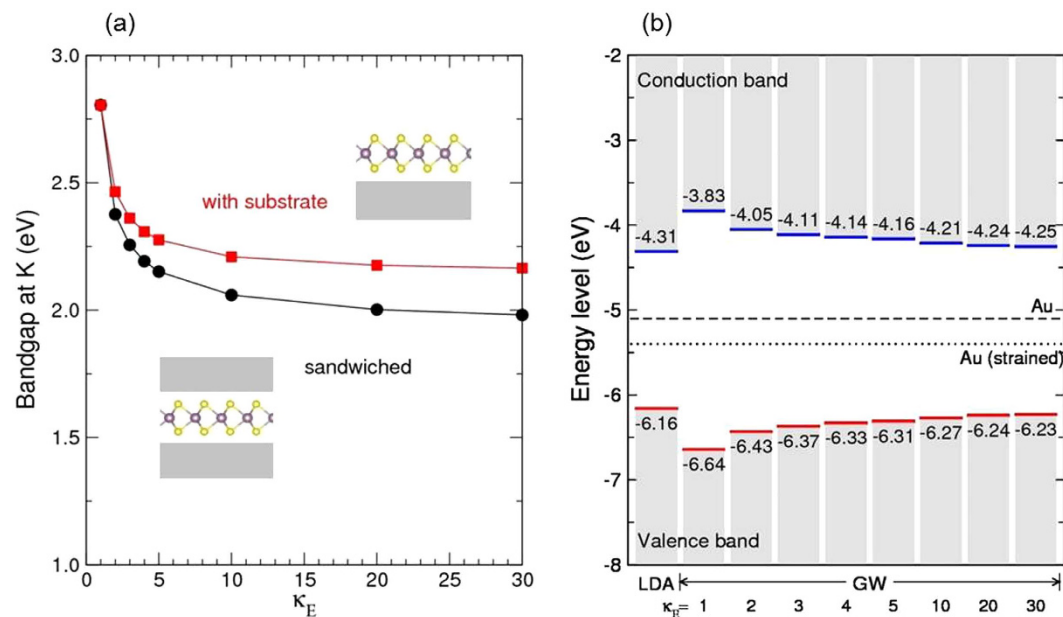 (a)
3.0
2.5
2.0
1.5
1.0
Bandgap at K (eV)
with substrate
sandwiched
0 5 10 15 20 25 30
κE
(b)
-2
-3
-4
-5
-6
-7
-8
Energy level (eV)
Conduction band
-4.31 -3.83 -4.05 -4.11 -4.14 -4.16 -4.21 -4.24 -4.25
Au
Au (strained)
-6.16 -6.64 -6.43 -6.37 -6.33 -6.31 -6.27 -6.24 -6.23
Valence band
LDA GW
κE= 1 2 3 4 5 10 20 30